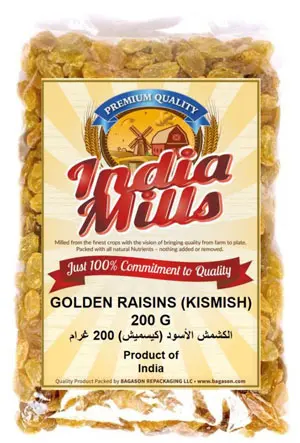 PREMIUM QUALITY
India
Mills
Milled from the finest crops with the vision of bringing quality from farm to plate.
Packed with all natural Nutrients - nothing added or removed.
Just 100% Commitment to Quality
GOLDEN RAISINS (KISMISH)
200 G
الكشمش الأسود (كيسميش) 200 غرام
Product of
India
Quality Product Packed by BAGASON REPACKAGING LLC • www.bagason.com